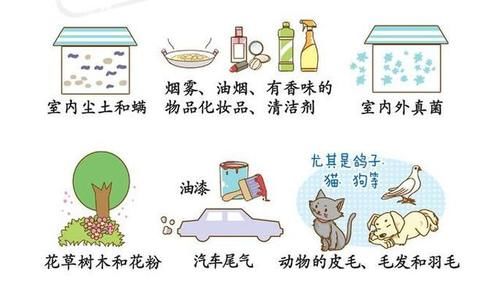 室内尘土和螨
烟雾、油烟、有香味的
物品化妆品、清洁剂
室内外真菌
花草树木和花粉
油漆
汽车尾气
尤其是鸽子
猫 狗等
动物的皮毛、毛发和羽毛